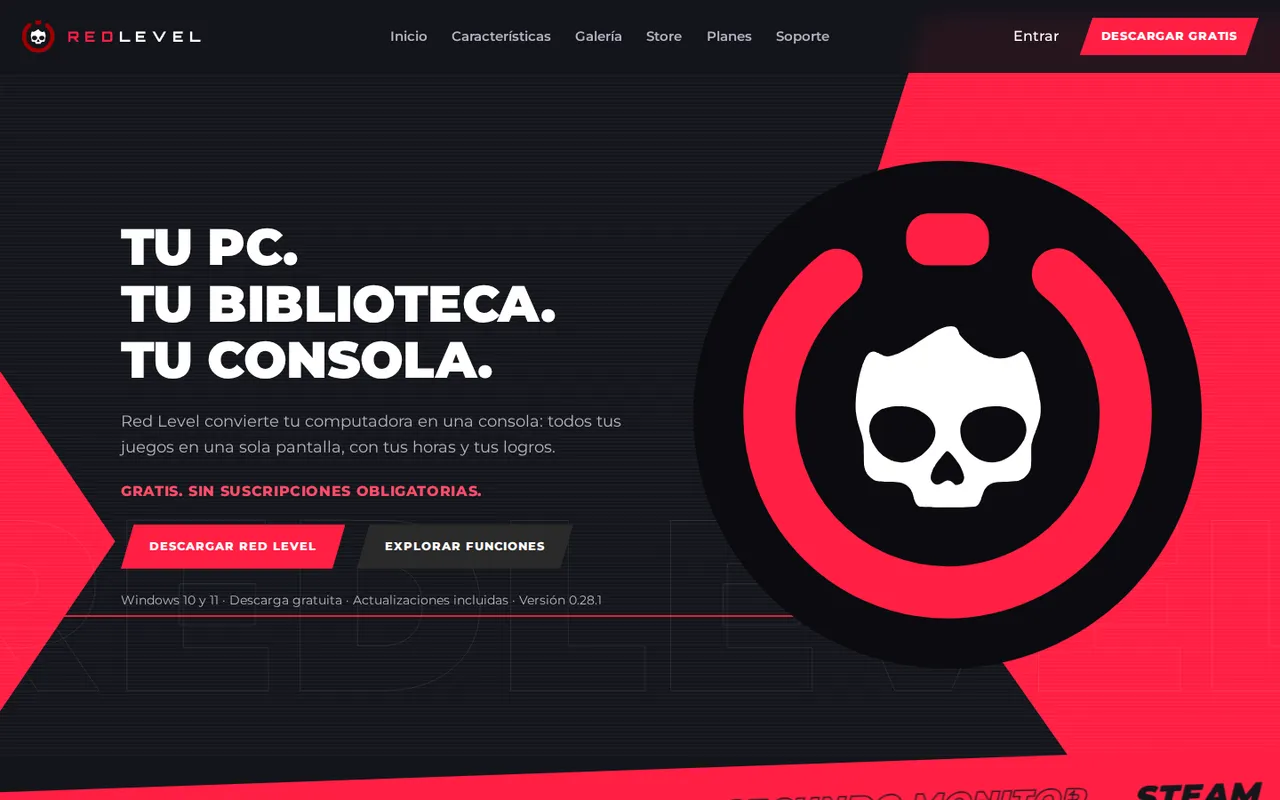 REDLEVEL
Inicio Características Galería Store Planes Soporte
Entrar
DESCARGAR GRATIS
TU PC.
TU BIBLIOTECA.
TU CONSOLA.
Red Level convierte tu computadora en una consola: todos tus
juegos en una sola pantalla, con tus horas y tus logros.
GRATIS. SIN SUSCRIPCIONES OBLIGATORIAS.
DESCARGAR RED LEVEL
EXPLORAR FUNCIONES
Windows 10 y 11 · Descarga gratuita · Actualizaciones incluidas · Versión 0.28.1
REDLEVEL
SEGUNDO MONITOR
STEAM